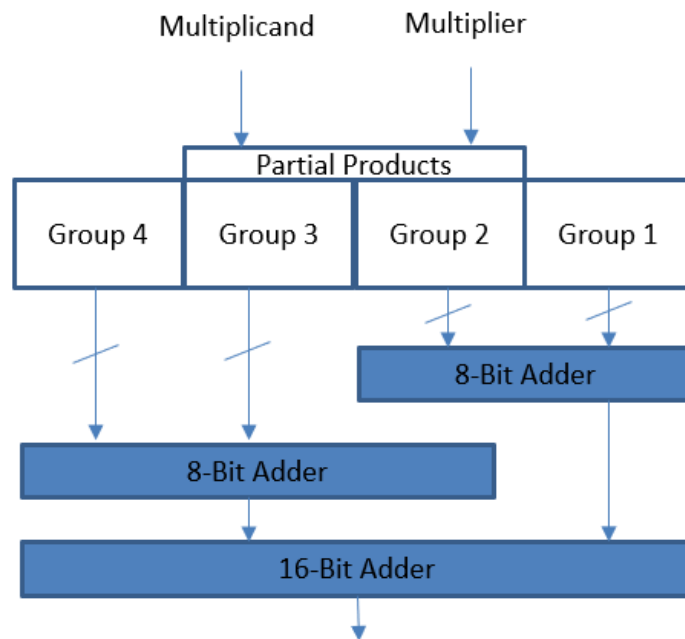 Multiplicand Multiplier
Partial Products
Group 4 Group 3 Group 2 Group 1
8-Bit Adder
8-Bit Adder
16-Bit Adder